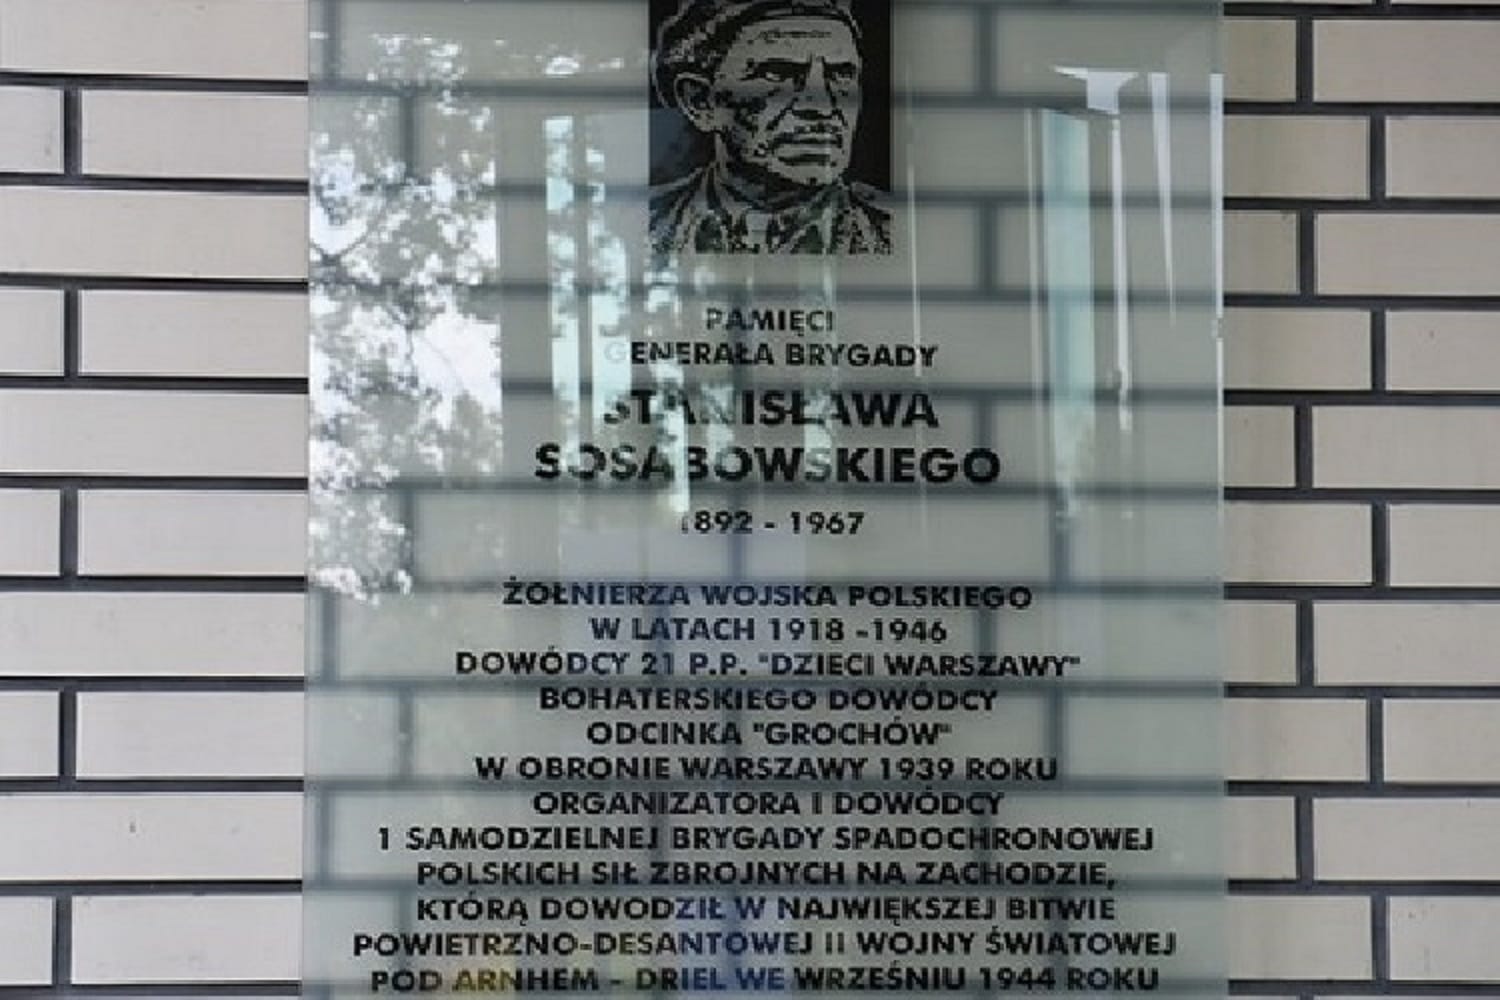 PAMIĘCI
GENERAŁA BRYGADY
STANISŁAWA
SOSABOWSKIEGO
1892 - 1967
ŻOŁNIERZA WOJSKA POLSKIEGO
W LATACH 1918 -1946
DOWÓDCY 21 P.P. "DZIECI WARSZAWY"
BOHATERSKIEGO DOWÓDCY
ODCINKA "GROCHÓW"
W OBRONIE WARSZAWY 1939 ROKU
ORGANIZATORA I DOWÓDCY
1 SAMODZIELNEJ BRYGADY SPADOCHRONOWEJ
POLSKICH SIŁ ZBROJNYCH NA ZACHODZIE,
KTÓRĄ DOWODZIŁ W NAJWIĘKSZEJ BITWIE
POWIETRZNO-DESANTOWEJ II WOJNY ŚWIATOWEJ
POD ARNHEM - DRIEL WE WRZEŚNIU 1944 ROKU